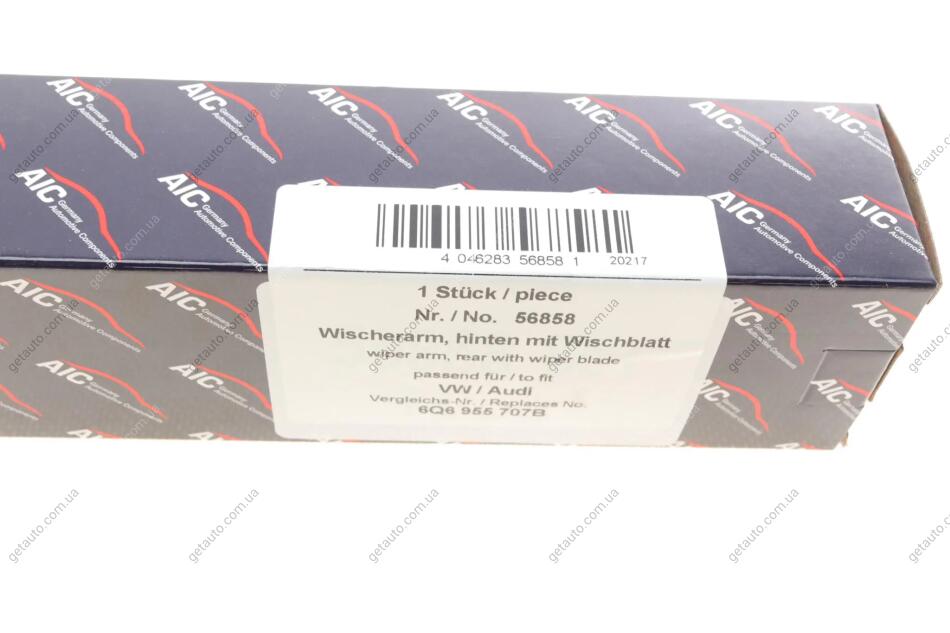 AIC
Germany
Automotive Components
4 046283 56858 1 20217
1 Stück / piece
Nr. / No. 56858
Wischerarm, hinten mit Wischblatt
wiper arm, rear with wiper blade
passend für / to fit
VW / Audi
Vergleichs-Nr. / Replaces No.
6Q6 955 707B
getauto.com.ua